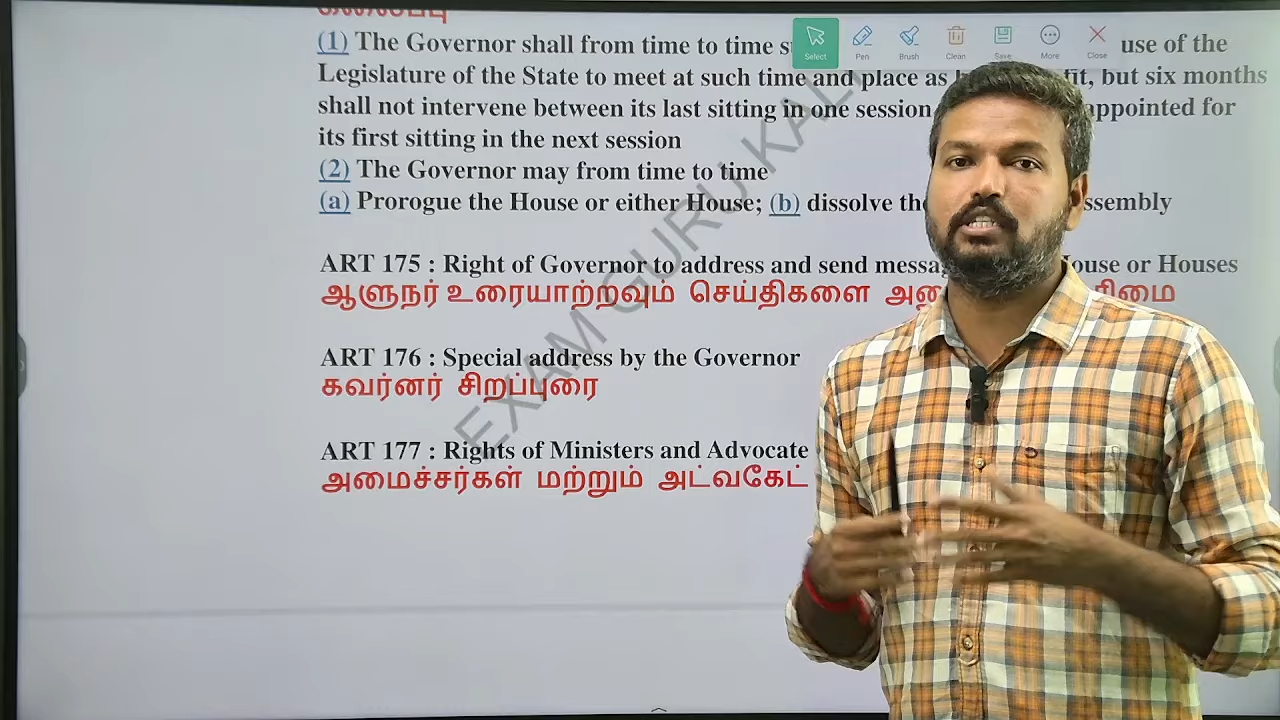 (1) The Governor shall from time to time use of the
Legislature of the State to meet at such time and place as fit, but six months
shall not intervene between its last sitting in one session appointed for
its first sitting in the next session
(2) The Governor may from time to time
(a) Prorogue the House or either House; (b) dissolve
ART 175 : Right of Governor to address and send House or Houses
ஆளுநர் உரையாற்றவும் செய்திகளை
ART 176 : Special address by the Governor
கவர்னர் சிறப்புரை
ART 177 : Rights of Ministers and Advocate
அமைச்சர்கள் மற்றும் அட்வகேட்
Select Pen Brush Clean Save More Close
EXAM GURU